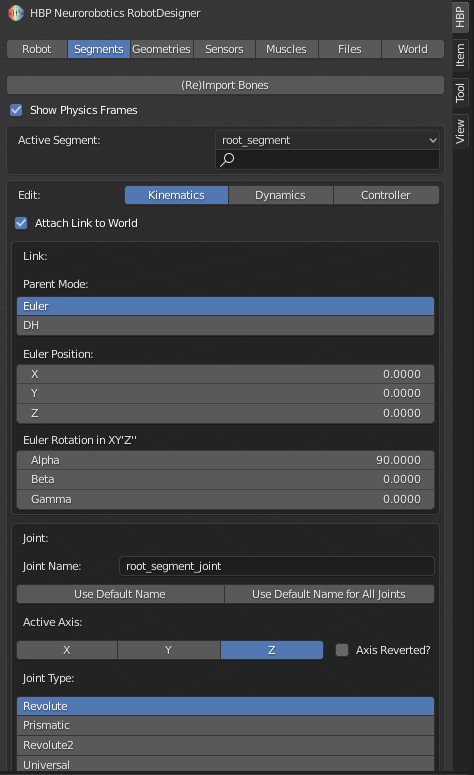 HBP Neurorobotics RobotDesigner
HBP
Item
Tool
View
Robot Segments Geometries Sensors Muscles Files World
(Re)Import Bones
Show Physics Frames
Active Segment: root_segment
Edit: Kinematics Dynamics Controller
Attach Link to World
Link:
Parent Mode:
Euler
DH
Euler Position:
X 0.0000
Y 0.0000
Z 0.0000
Euler Rotation in XY'Z''
Alpha 90.0000
Beta 0.0000
Gamma 0.0000
Joint:
Joint Name: root_segment_joint
Use Default Name Use Default Name for All Joints
Active Axis:
X Y Z Axis Reverted?
Joint Type:
Revolute
Prismatic
Revolute2
Universal